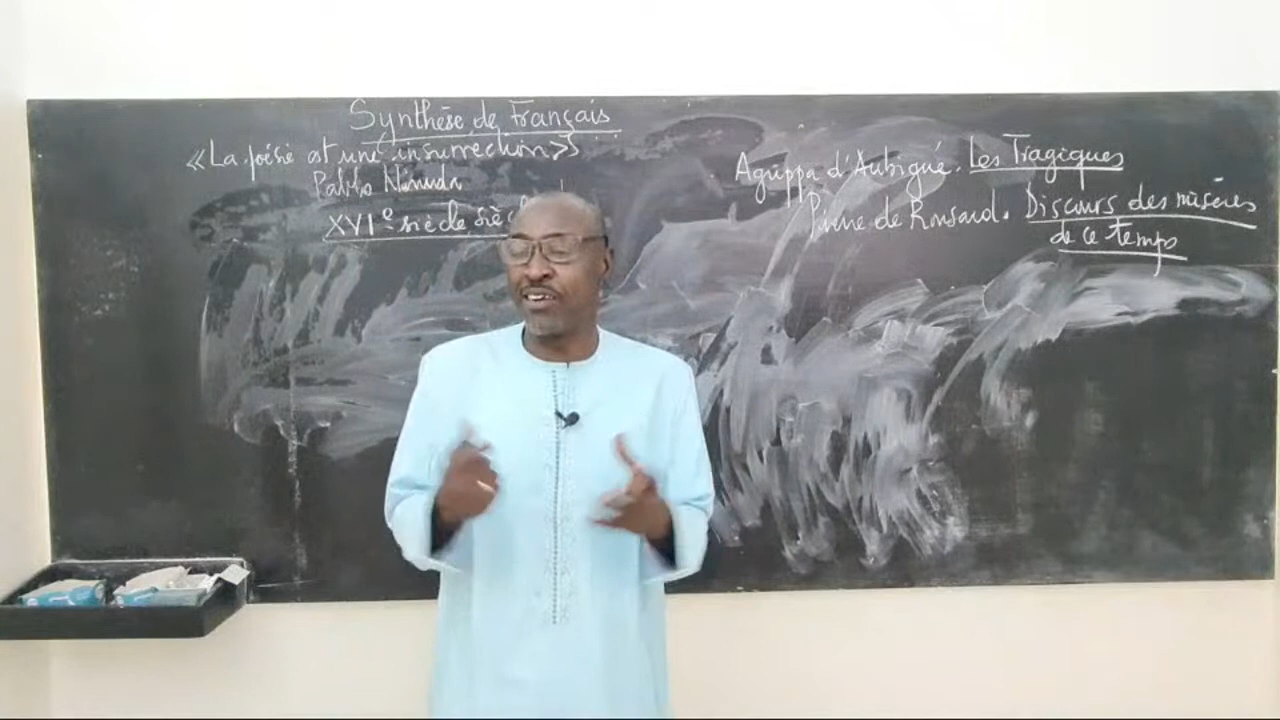 Synthèse de Français
«La poésie est une insurrection»
Pablo Néruda
XVIe siècle
Agrippa d'Aubigné. Les Tragiques
Pierre de Ronsard. Discours des misères
de ce temps